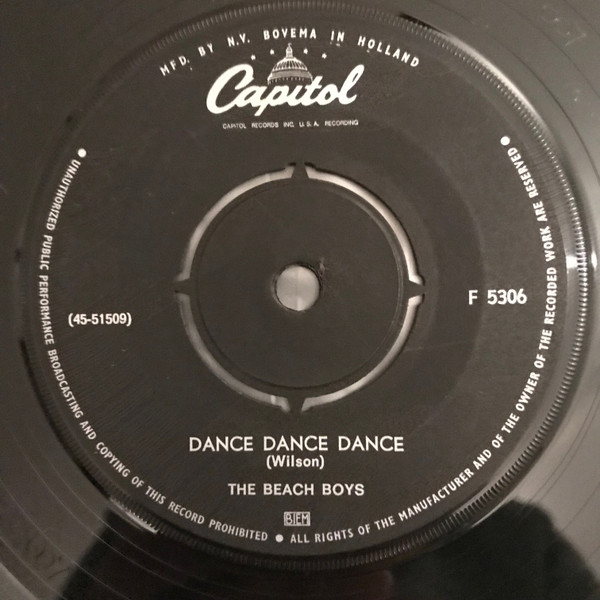 MFD. BY N.V. BOVEMA IN HOLLAND
Capitol
CAPITOL RECORDS INC. U.S.A. RECORDING
(45-51509)
F 5306
DANCE DANCE DANCE
(Wilson)
THE BEACH BOYS
BIEM
● UNAUTHORIZED PUBLIC PERFORMANCE BROADCASTING AND COPYING OF THIS RECORD PROHIBITED ● ALL RIGHTS OF THE MANUFACTURER AND OF THE OWNER OF THE RECORDED WORK ARE RESERVED ●